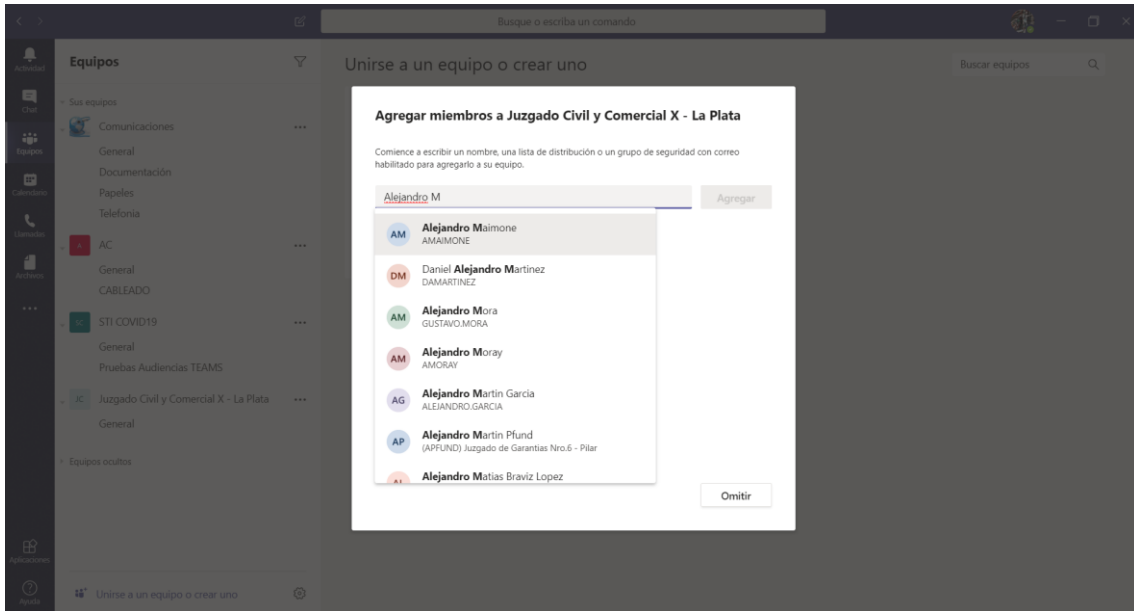 Busque o escriba un comando
Actividad
Chat
Equipos
Calendario
Llamadas
Archivos
Aplicaciones
Ayuda
Equipos
Sus equipos
Comunicaciones
General
Documentación
Papeles
Telefonia
A
AC
General
CABLEADO
SC
STI COVID19
General
Pruebas Audiencias TEAMS
JC
Juzgado Civil y Comercial X - La Plata
General
Equipos ocultos
Unirse a un equipo o crear uno
Unirse a un equipo o crear uno
Buscar equipos
Agregar miembros a Juzgado Civil y Comercial X - La Plata
Comience a escribir un nombre, una lista de distribución o un grupo de seguridad con correo
habilitado para agregarlo a su equipo.
Alejandro M
Agregar
AM
Alejandro Maimone
AMAIMONE
DM
Daniel Alejandro Martinez
DAMARTINEZ
AM
Alejandro Mora
GUSTAVO.MORA
AM
Alejandro Moray
AMORAY
AG
Alejandro Martin Garcia
ALEJANDRO.GARCIA
AP
Alejandro Martin Pfund
(APFUND) Juzgado de Garantias Nro.6 - Pilar
Alejandro Matias Braviz Lopez
Omitir